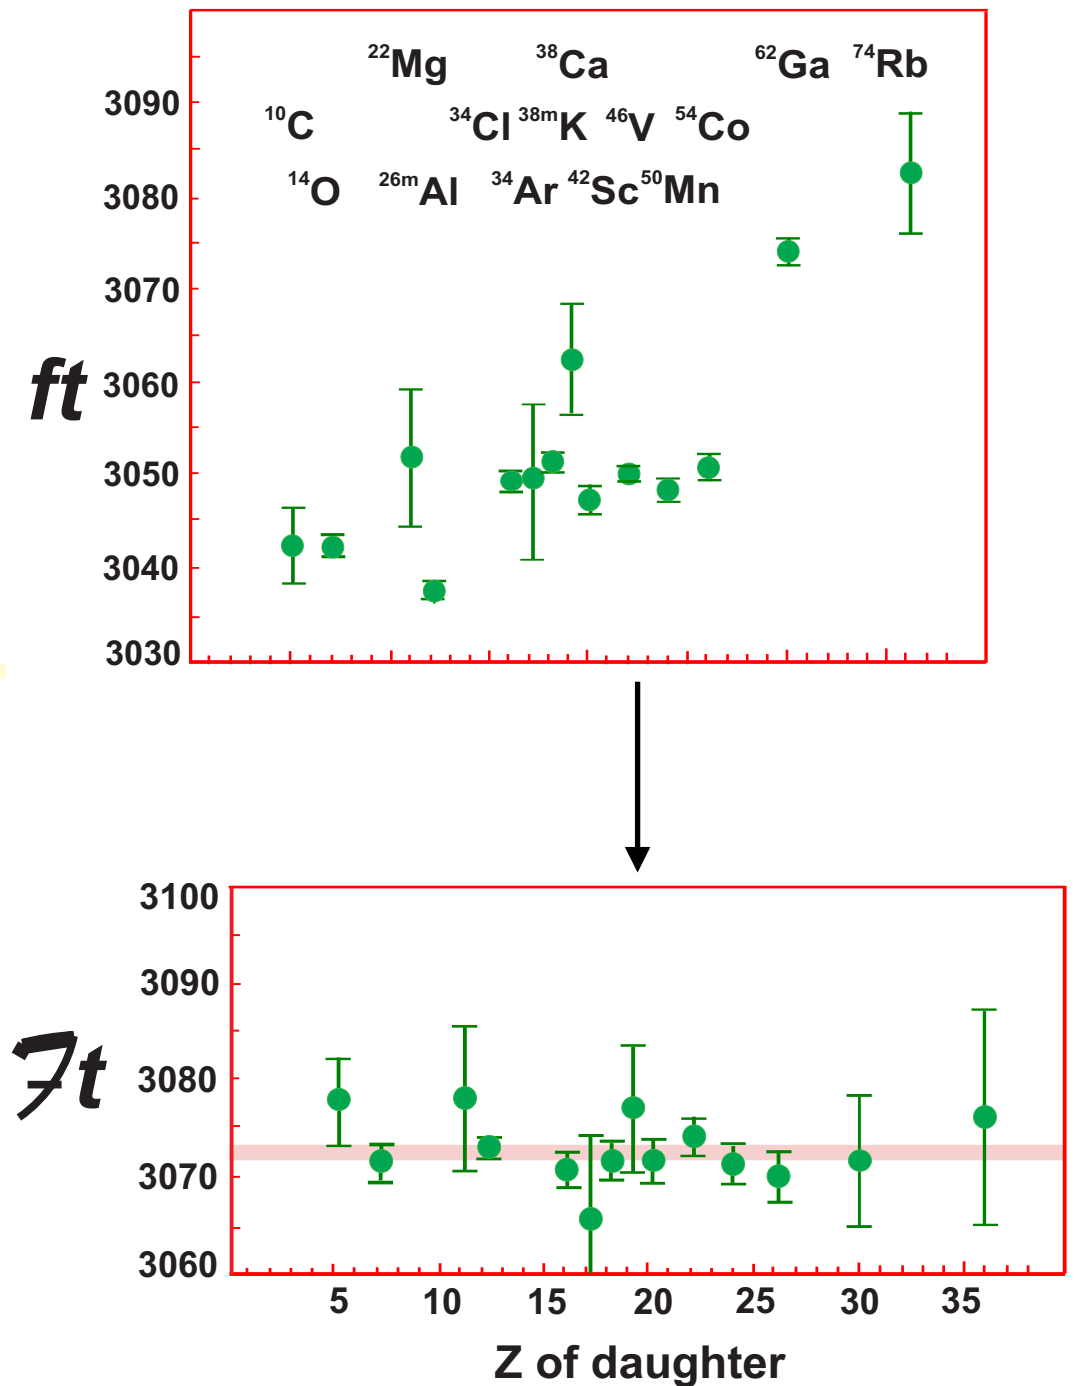 ²²Mg ³⁸Ca ⁶²Ga ⁷⁴Rb
3090
¹⁰C ³⁴Cl ³⁸ᵐK ⁴⁶V ⁵⁴Co
3080
¹⁴O ²⁶ᵐAl ³⁴Ar ⁴²Sc ⁵⁰Mn
3070
ft
3060
3050
3040
3030
3100
3090
ℱt
3080
3070
3060
5 10 15 20 25 30 35
Z of daughter